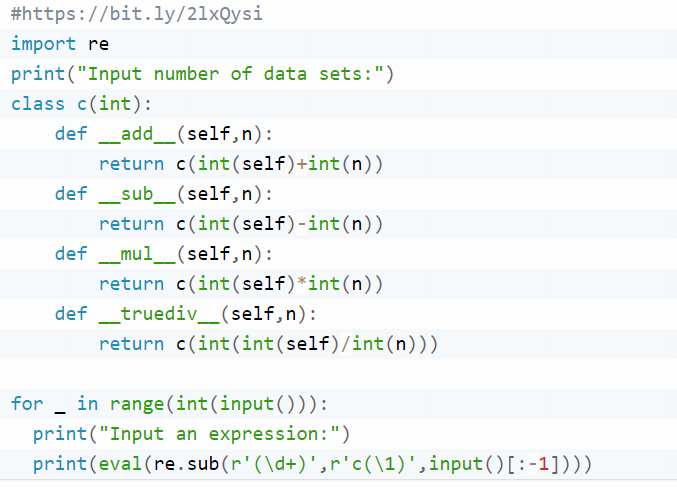 #https://bit.ly/2lxQysi
import re
print("Input number of data sets:")
class c(int):
    def __add__(self,n):
        return c(int(self)+int(n))
    def __sub__(self,n):
        return c(int(self)-int(n))
    def __mul__(self,n):
        return c(int(self)*int(n))
    def __truediv__(self,n):
        return c(int(int(self)/int(n)))

for _ in range(int(input())):
  print("Input an expression:")
  print(eval(re.sub(r'(\d+)',r'c(\1)',input()[:-1])))